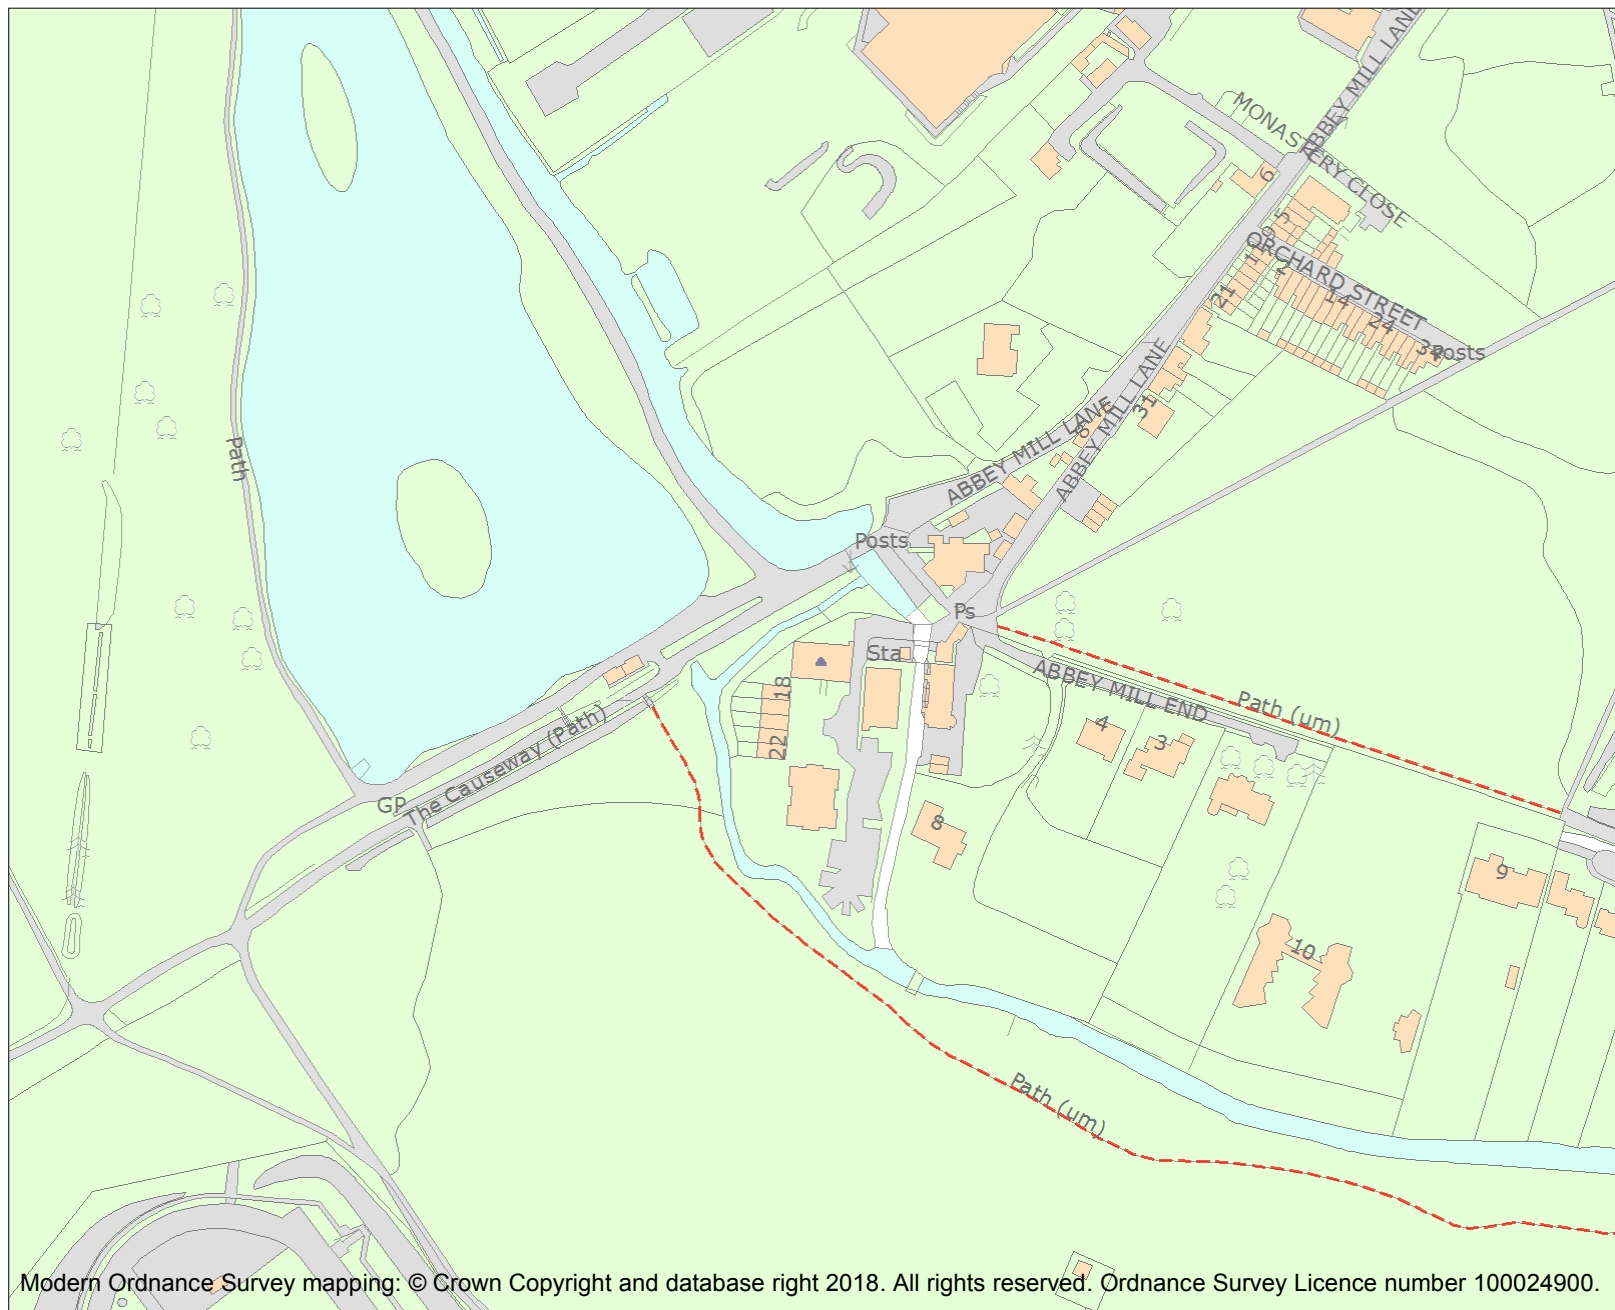 ABBEY MILL LANE
MONASTERY CLOSE
6
5
ORCHARD STREET
2
21
14
24
32
Posts
ABBEY MILL LANE
31
8
ABBEY MILL LANE
Path
Posts
Ps
Sta
ABBEY MILL END
Path (um)
18
22
4
3
The Causeway (Path)
GP
8
9
10
Path (um)
Modern Ordnance Survey mapping: © Crown Copyright and database right 2018. All rights reserved. Ordnance Survey Licence number 100024900.